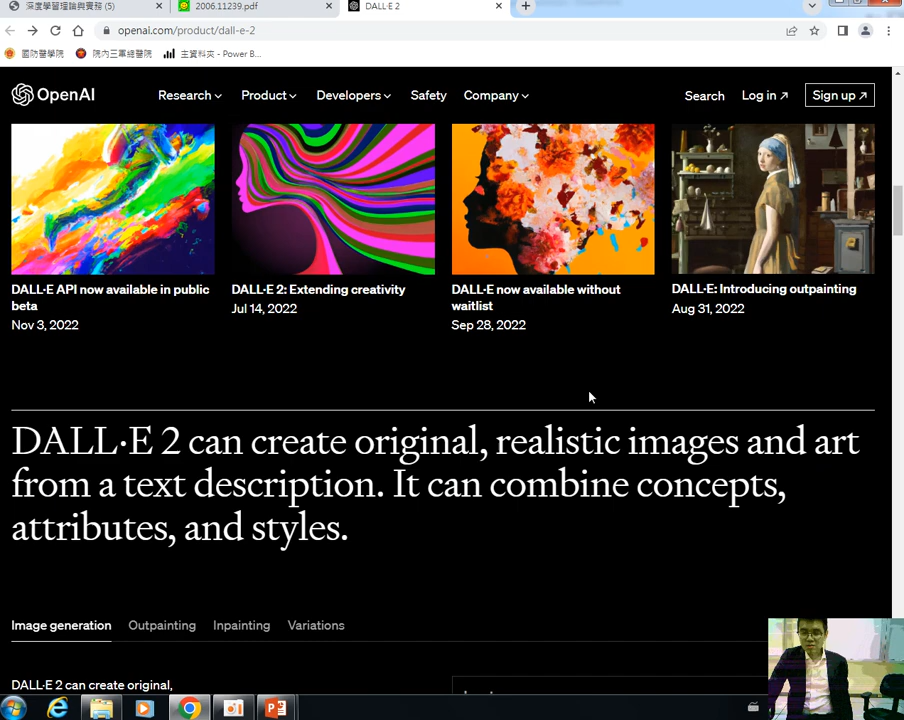 深度學習理論與實務 (5)
2006.11239.pdf
DALL·E 2
openai.com/product/dall-e-2
國防醫學院
院內三軍總醫院
主資料夾 - Power B...
OpenAI
Research
Product
Developers
Safety
Company
Search
Log in ↗
Sign up ↗
DALL·E API now available in public
beta
Nov 3, 2022
DALL·E 2: Extending creativity
Jul 14, 2022
DALL·E now available without
waitlist
Sep 28, 2022
DALL·E: Introducing outpainting
Aug 31, 2022
DALL·E 2 can create original, realistic images and art
from a text description. It can combine concepts,
attributes, and styles.
Image generation
Outpainting
Inpainting
Variations
DALL·E 2 can create original,